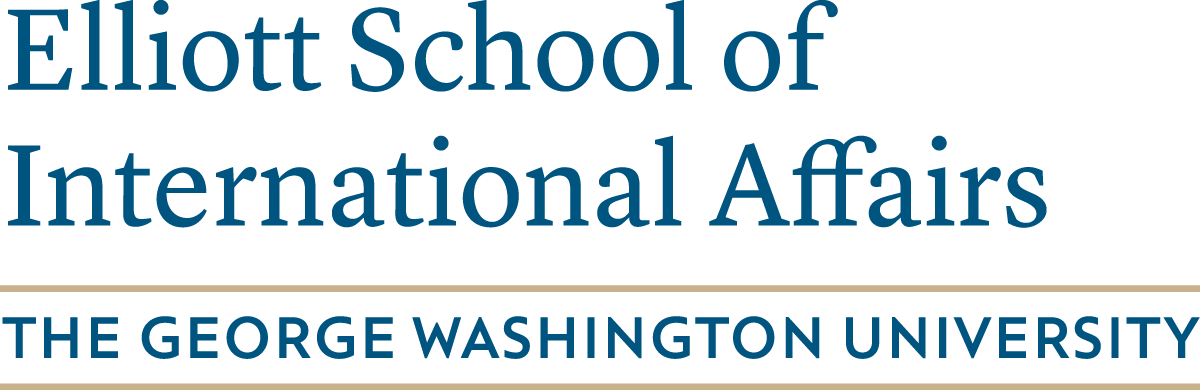 Elliott School of
International Affairs
THE GEORGE WASHINGTON UNIVERSITY